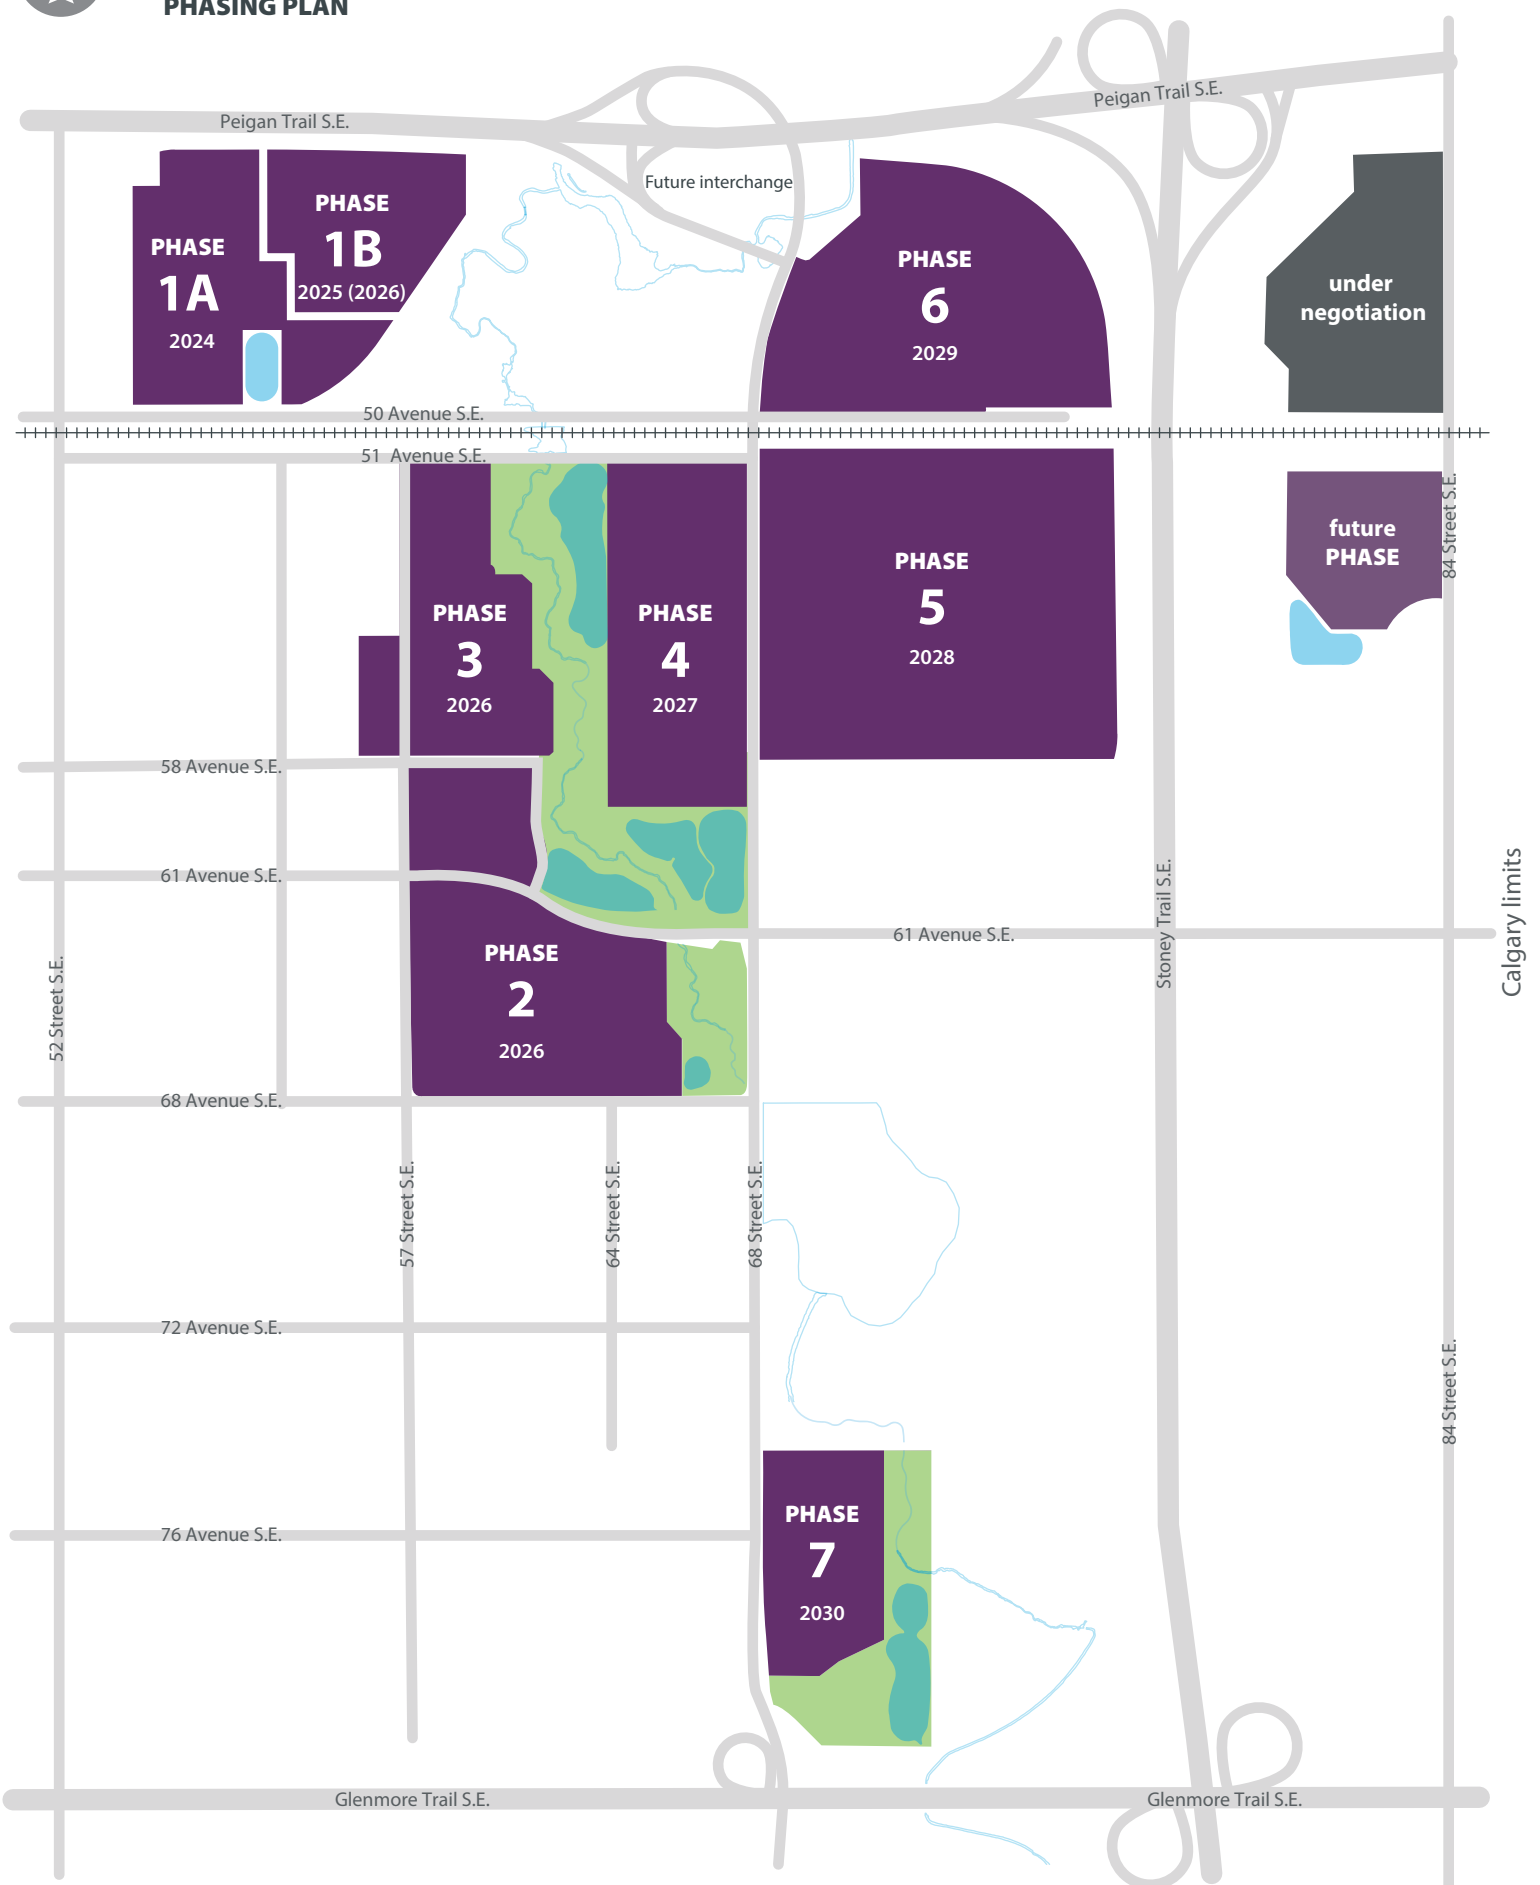 PHASING PLAN
Peigan Trail S.E.
Peigan Trail S.E.
Future interchange
PHASE
1A
2024
PHASE
1B
2025 (2026)
PHASE
6
2029
under
negotiation
50 Avenue S.E.
51 Avenue S.E.
84 Street S.E.
future
PHASE
PHASE
3
2026
PHASE
4
2027
PHASE
5
2028
58 Avenue S.E.
61 Avenue S.E.
61 Avenue S.E.
Stoney Trail S.E.
Calgary limits
52 Street S.E.
PHASE
2
2026
68 Avenue S.E.
57 Street S.E.
64 Street S.E.
68 Street S.E.
72 Avenue S.E.
84 Street S.E.
76 Avenue S.E.
PHASE
7
2030
Glenmore Trail S.E.
Glenmore Trail S.E.